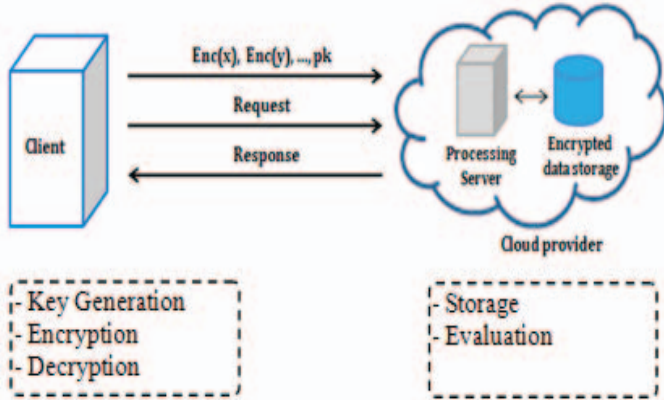 Enc(x), Enc(y), ..., pk
Request
Response
Client
Processing
Server
Encrypted
data storage
Cloud provider
- Key Generation
- Encryption
- Decryption
- Storage
- Evaluation